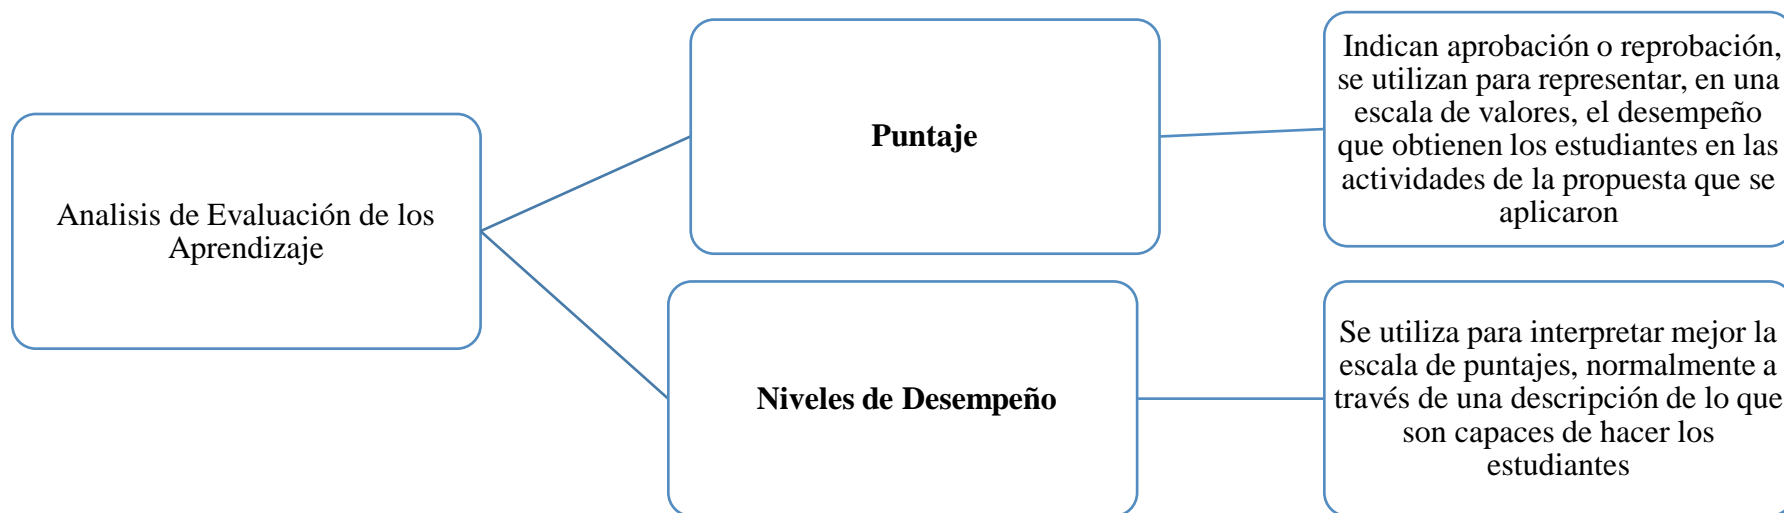 Analisis de Evaluación de los
Aprendizaje
Puntaje
Indican aprobación o reprobación,
se utilizan para representar, en una
escala de valores, el desempeño
que obtienen los estudiantes en las
actividades de la propuesta que se
aplicaron
Niveles de Desempeño
Se utiliza para interpretar mejor la
escala de puntajes, normalmente a
través de una descripción de lo que
son capaces de hacer los
estudiantes